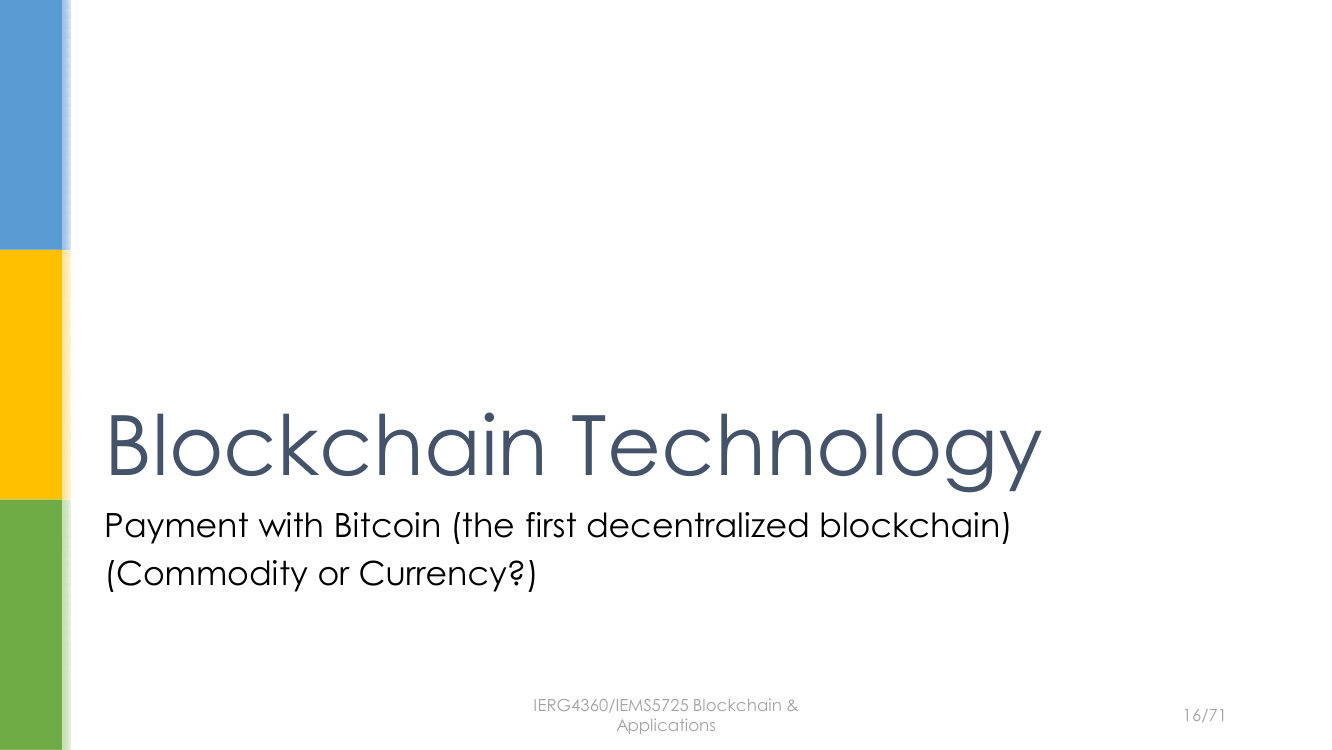 Blockchain Technology
Payment with Bitcoin (the first decentralized blockchain)
(Commodity or Currency?)
IERG4360/IEMS5725 Blockchain &
Applications
16/71